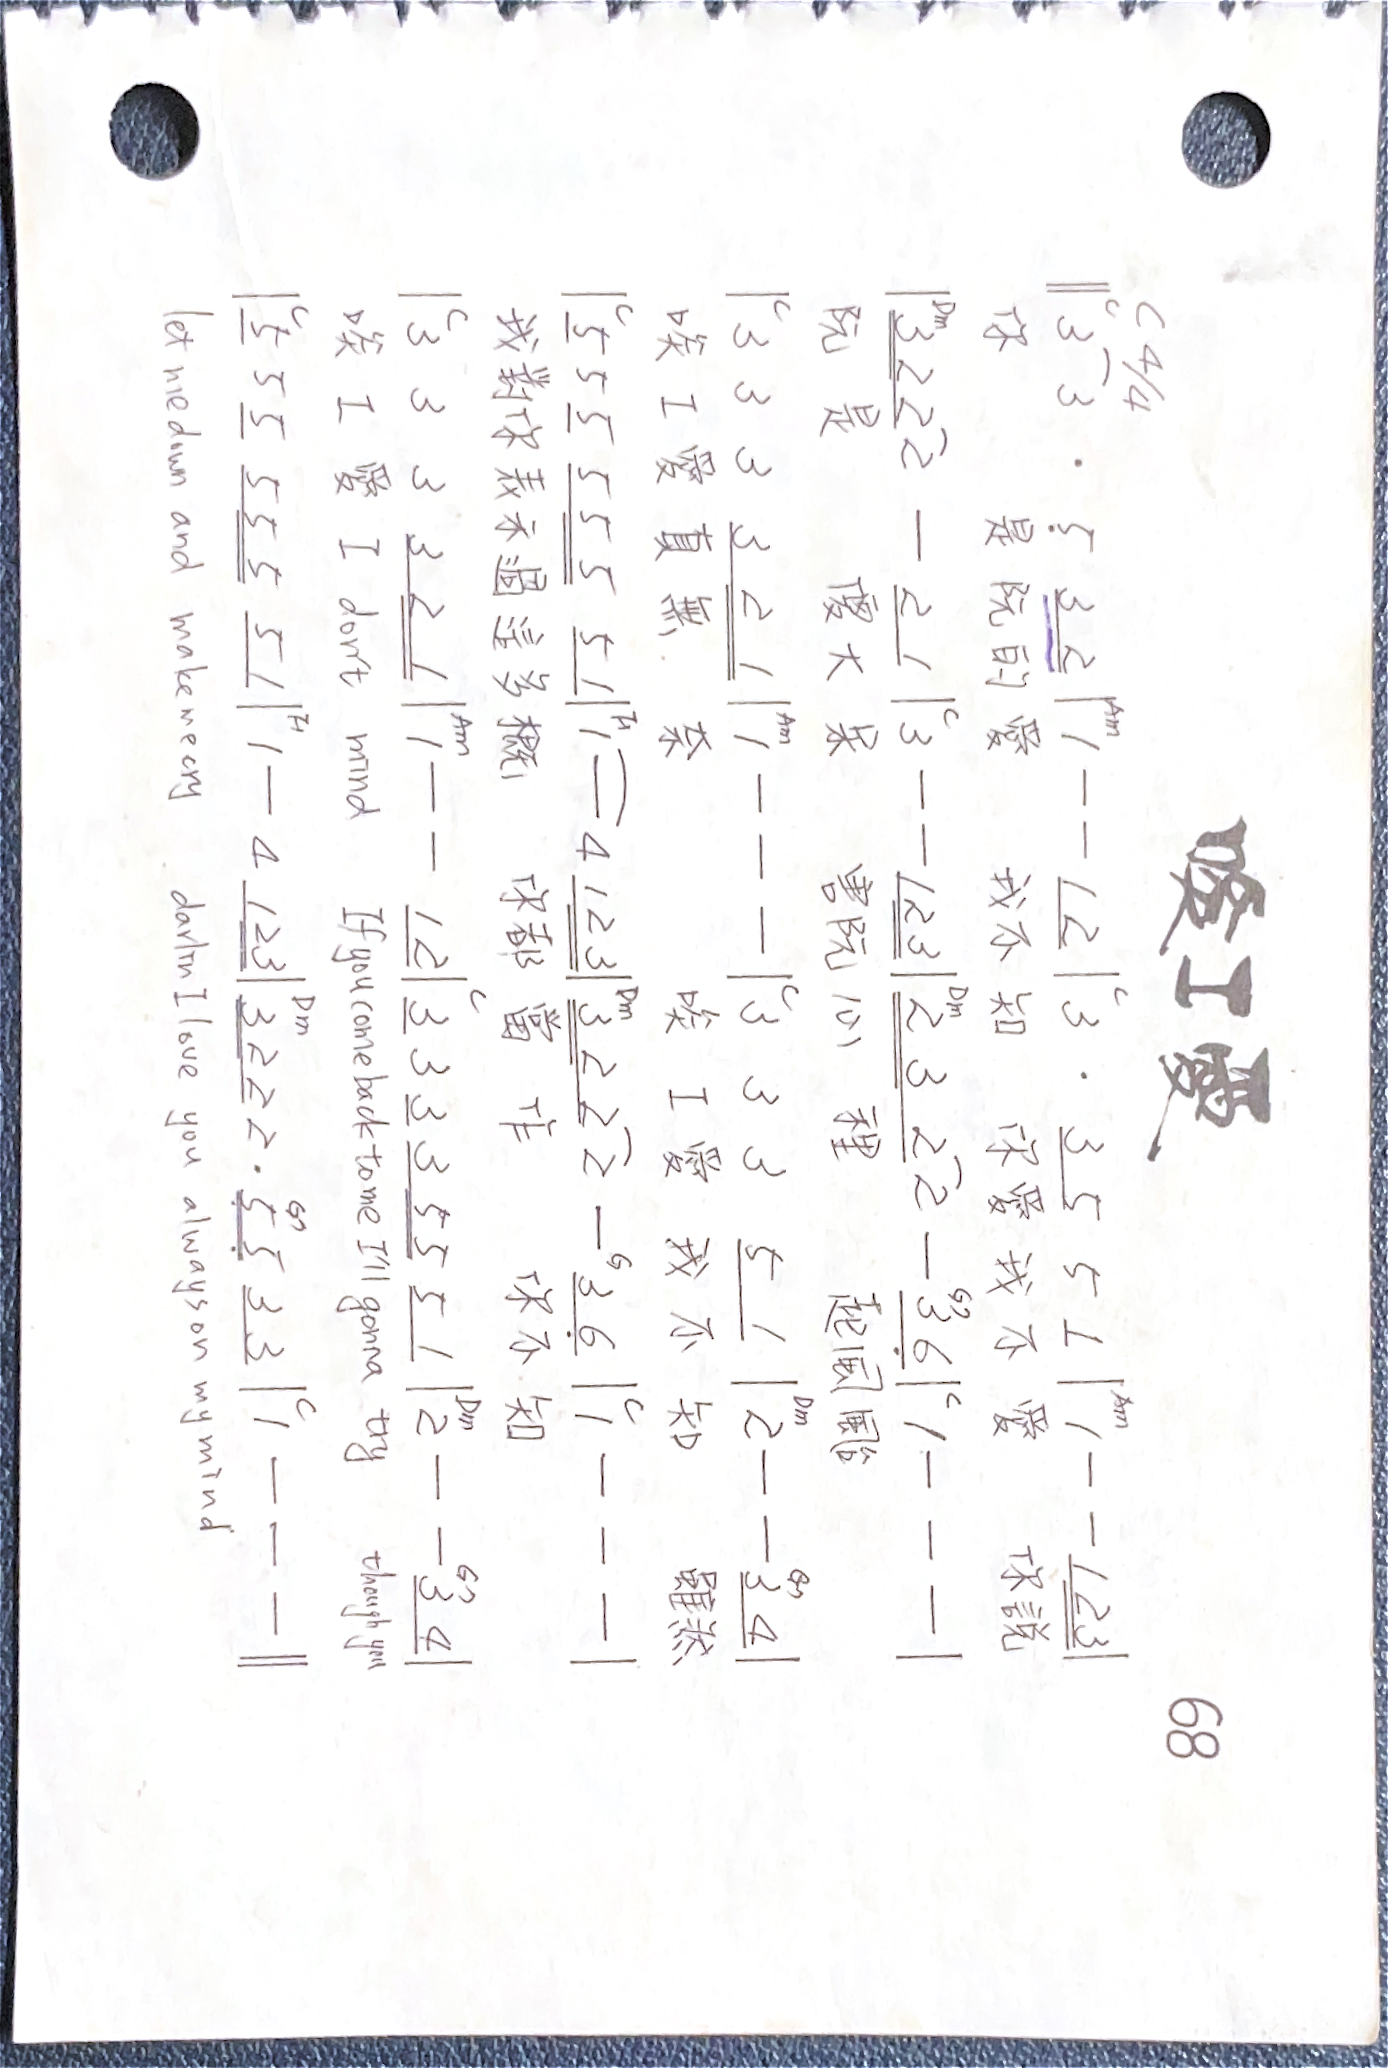 唉工愛
68
C 4/4
‖C 3 3 · 5 3 2 |Am 1 – – 1 2 |C 3 · 3 5 5 1 |Am 1 – – 1 2 3|
你 是阮的愛 我不知 你愛我不愛 你說
|Dm 3 2 2 2 – 2 1 |C 3 – – 1 2 3 |Dm 2 3 2 2 – G7 3 6 |C 1 – – – |
阮是 傻大呆 害阮心裡 起風颱
|C 3 3 3 3 2 1 |Am 1 – – – |C 3 3 3 5 1 |Dm 2 – – G7 3 4|
唉工愛真無奈 唉工愛我不知 雖然
|C 5 5 5 5 5 5 5 1 |F 1 – 4 1 2 3 |Dm 3 2 2 2 – G 3 6 |C 1 – – – |
我對你表示過這多概 你都當作 你不知
|C 3 3 3 3 2 1 |Am 1 – – 1 2 |C 3 3 3 3 5 5 5 1 |Dm 2 – – G7 3 4|
唉工愛 I don't mind If you come back to me I'll gonna try though you
|C 5 5 5 5 5 5 5 1 |F 1 – 4 1 2 3 |Dm 3 2 2 2 · G7 5 5 3 3 |C 1 – – – ‖
let me down and make me cry darlin I love you always on my mind